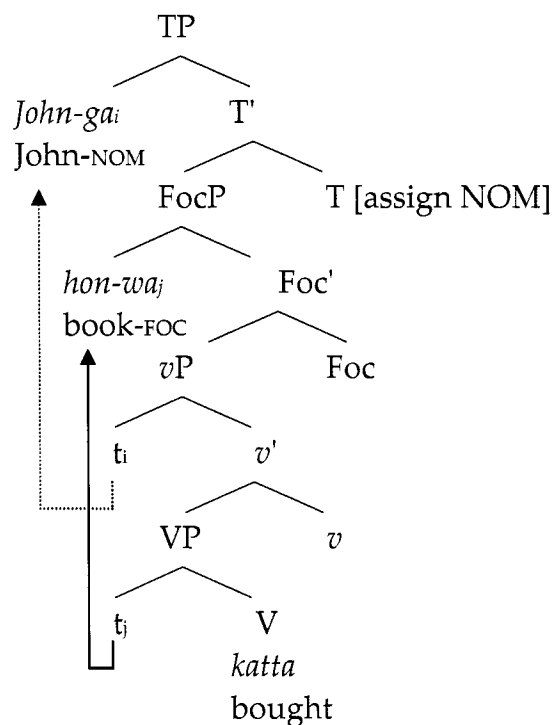 TP
John-gaᵢ T'
John-NOM
FocP T [assign NOM]
hon-waⱼ Foc'
book-FOC
vP Foc
tᵢ v'
VP v
tⱼ V
katta
bought